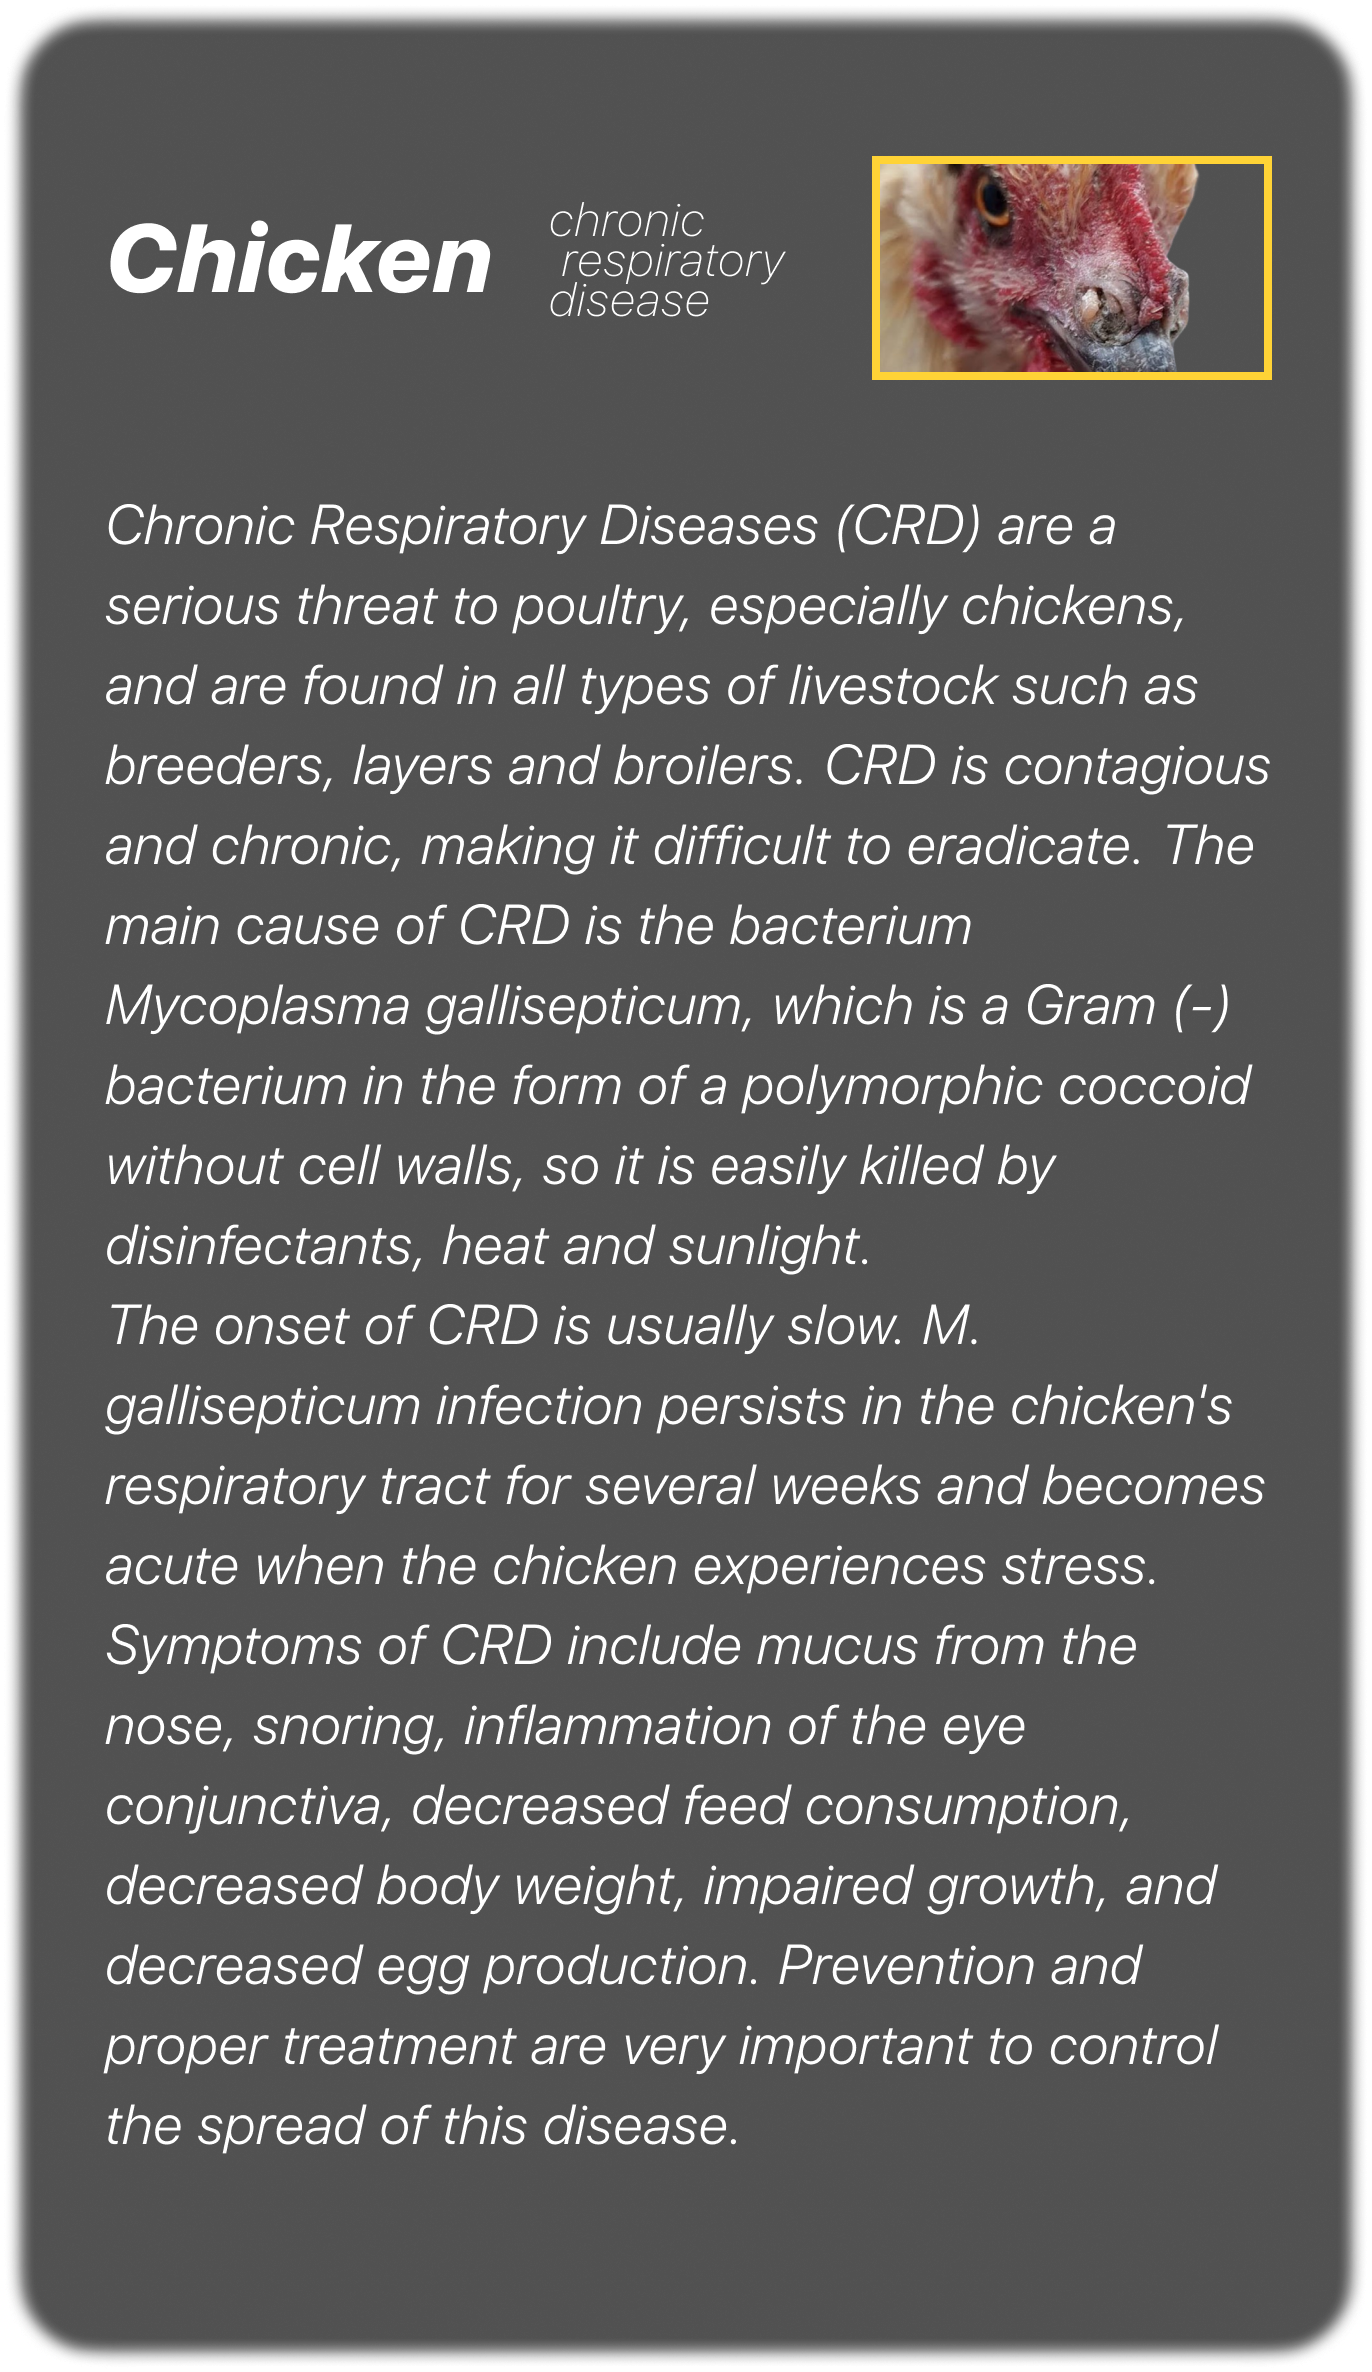 Chicken
chronic
respiratory
disease
Chronic Respiratory Diseases (CRD) are a
serious threat to poultry, especially chickens,
and are found in all types of livestock such as
breeders, layers and broilers. CRD is contagious
and chronic, making it difficult to eradicate. The
main cause of CRD is the bacterium
Mycoplasma gallisepticum, which is a Gram (-)
bacterium in the form of a polymorphic coccoid
without cell walls, so it is easily killed by
disinfectants, heat and sunlight.
The onset of CRD is usually slow. M.
gallisepticum infection persists in the chicken's
respiratory tract for several weeks and becomes
acute when the chicken experiences stress.
Symptoms of CRD include mucus from the
nose, snoring, inflammation of the eye
conjunctiva, decreased feed consumption,
decreased body weight, impaired growth, and
decreased egg production. Prevention and
proper treatment are very important to control
the spread of this disease.